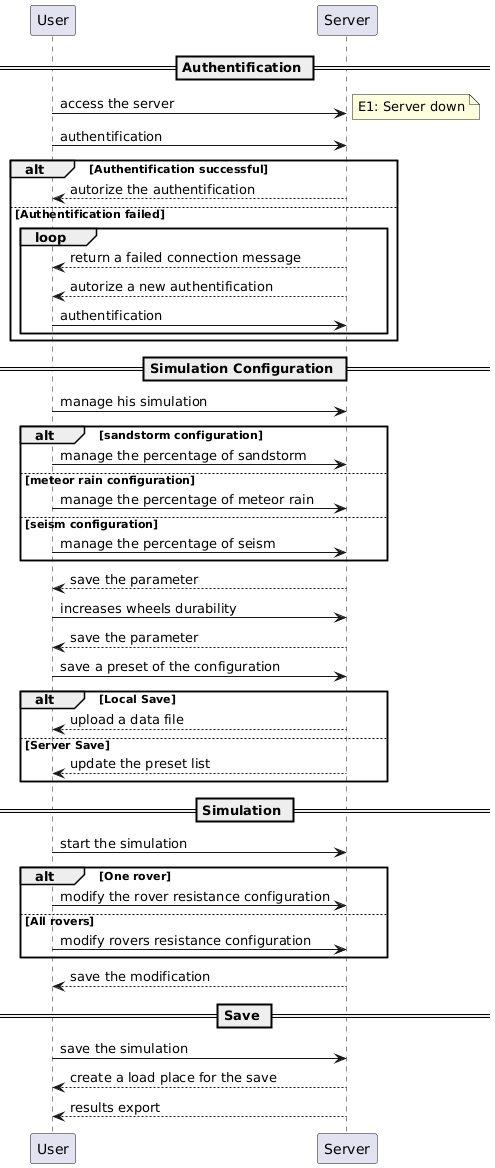 User Server
Authentification
access the server
E1: Server down
authentification
alt [Authentification successful]
autorize the authentification
[Authentification failed]
loop
return a failed connection message
autorize a new authentification
authentification
Simulation Configuration
manage his simulation
alt [sandstorm configuration]
manage the percentage of sandstorm
[meteor rain configuration]
manage the percentage of meteor rain
[seism configuration]
manage the percentage of seism
save the parameter
increases wheels durability
save the parameter
save a preset of the configuration
alt [Local Save]
upload a data file
[Server Save]
update the preset list
Simulation
start the simulation
alt [One rover]
modify the rover resistance configuration
[All rovers]
modify rovers resistance configuration
save the modification
Save
save the simulation
create a load place for the save
results export
User Server